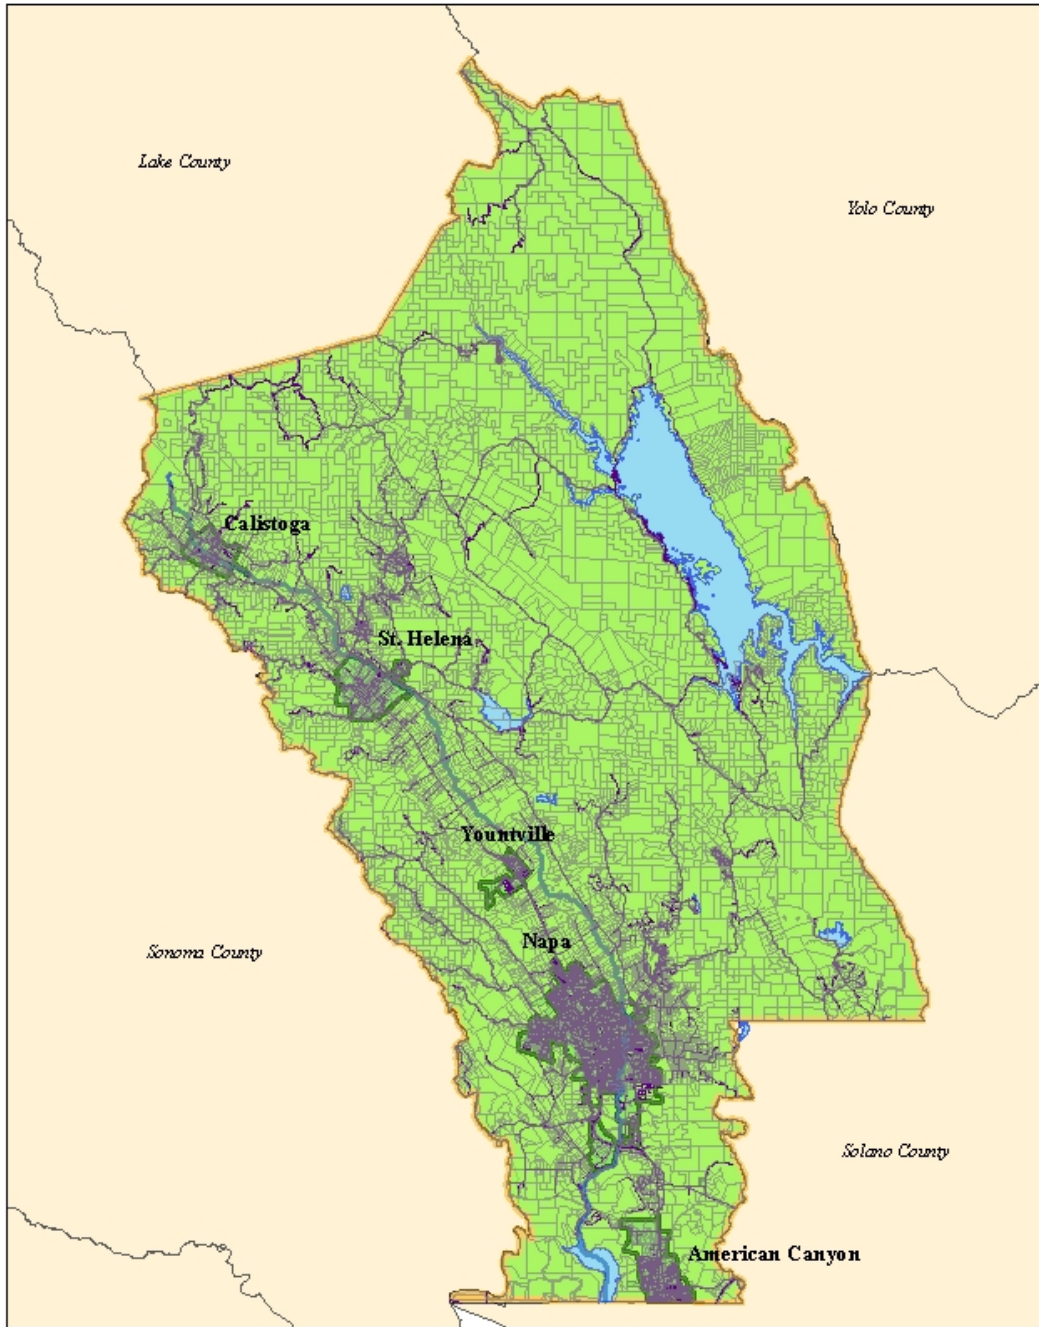 Lake County
Yolo County
Calistoga
St. Helena
Yountville
Napa
Sonoma County
Solano County
American Canyon